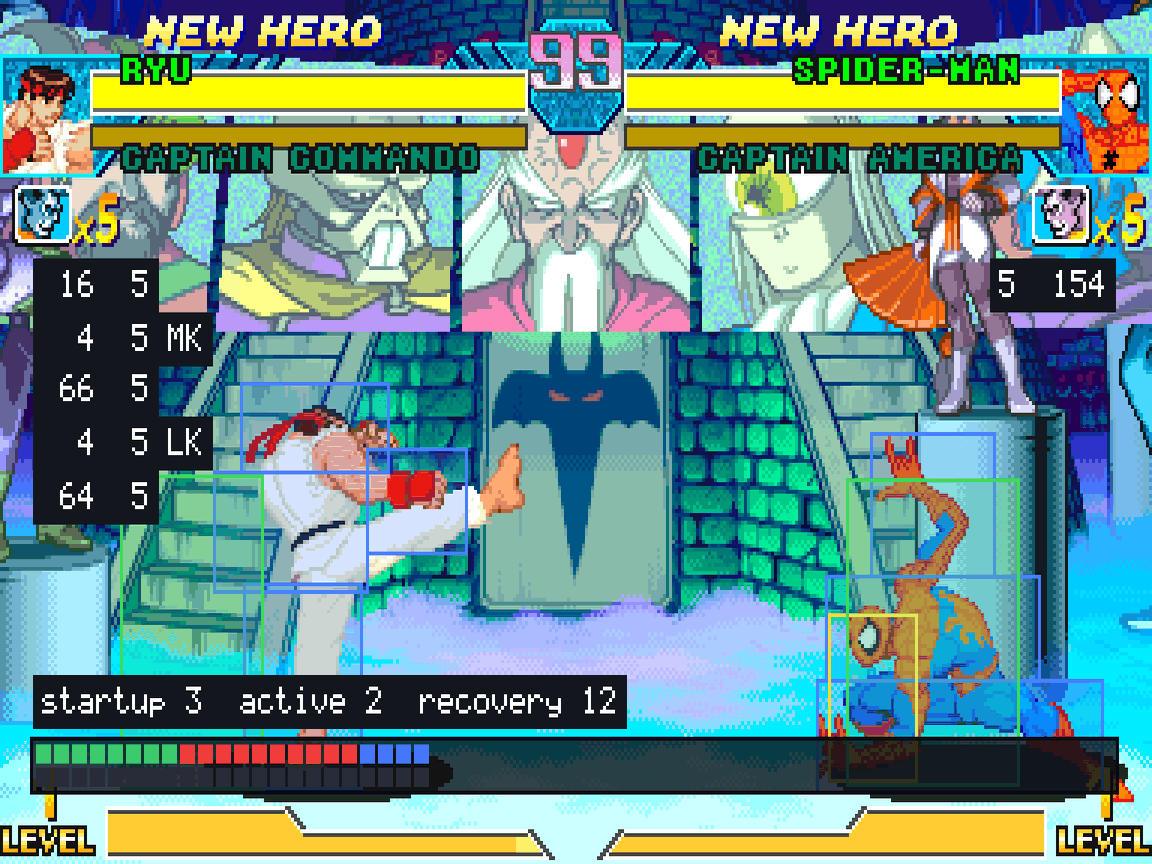 NEW HERO NEW HERO
99
RYU SPIDER-MAN
CAPTAIN COMMANDO CAPTAIN AMERICA
x5 x5
16 5 5 154
4 5 MK
66 5
4 5 LK
64 5
startup 3 active 2 recovery 12
LEVEL LEVEL